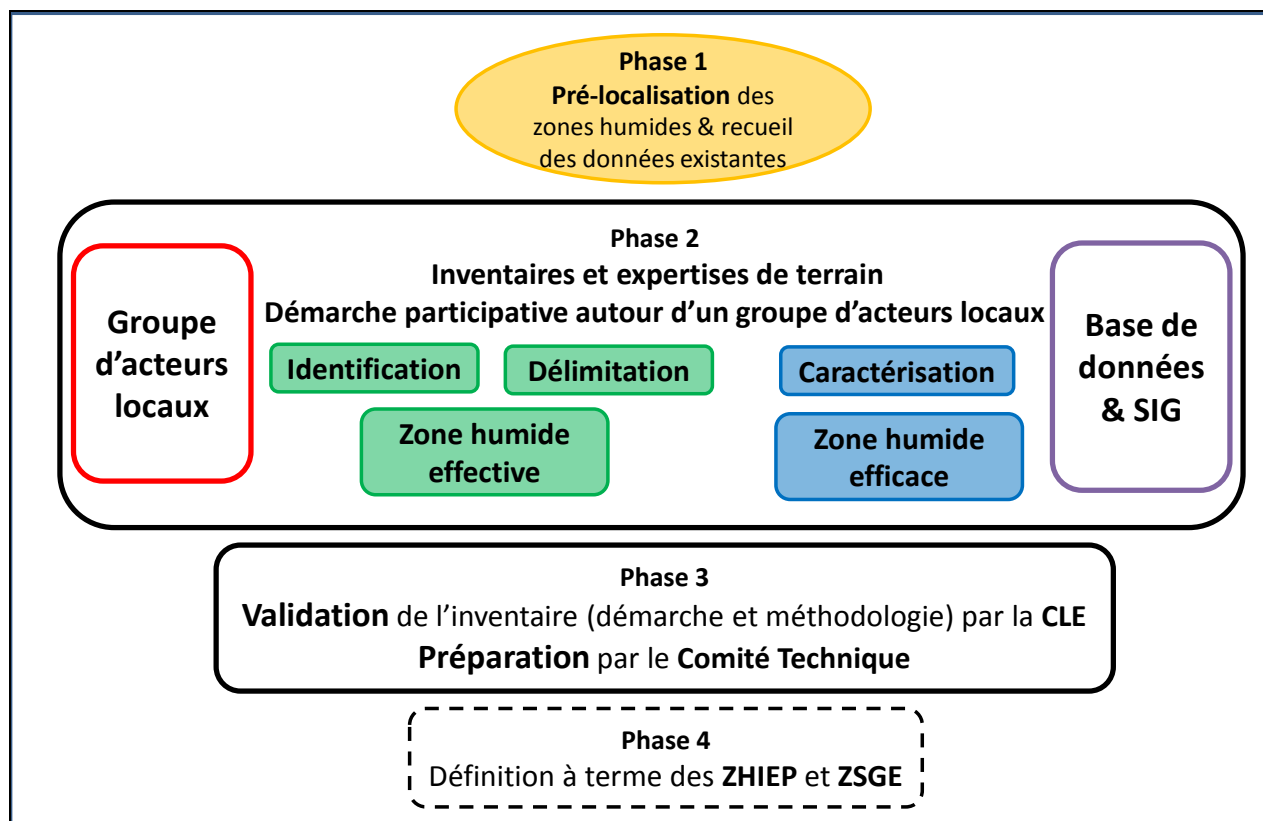 Phase 1
Pré-localisation des
zones humides & recueil
des données existantes
Phase 2
Inventaires et expertises de terrain
Démarche participative autour d’un groupe d’acteurs locaux
Groupe
d’acteurs
locaux
Identification
Délimitation
Caractérisation
Zone humide
effective
Zone humide
efficace
Base de
données
& SIG
Phase 3
Validation de l’inventaire (démarche et méthodologie) par la CLE
Préparation par le Comité Technique
Phase 4
Définition à terme des ZHIEP et ZSGE